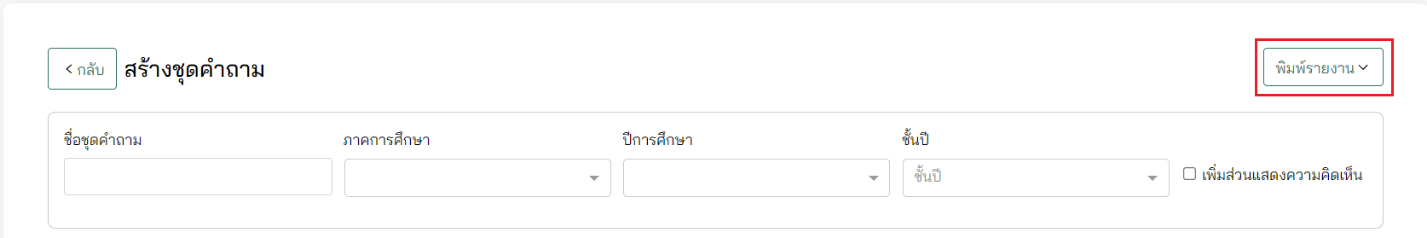 < กลับ สร้างชุดคำถาม พิมพ์รายงาน
ชื่อชุดคำถาม ภาคการศึกษา ปีการศึกษา ชั้นปี
ชั้นปี เพิ่มส่วนแสดงความคิดเห็น